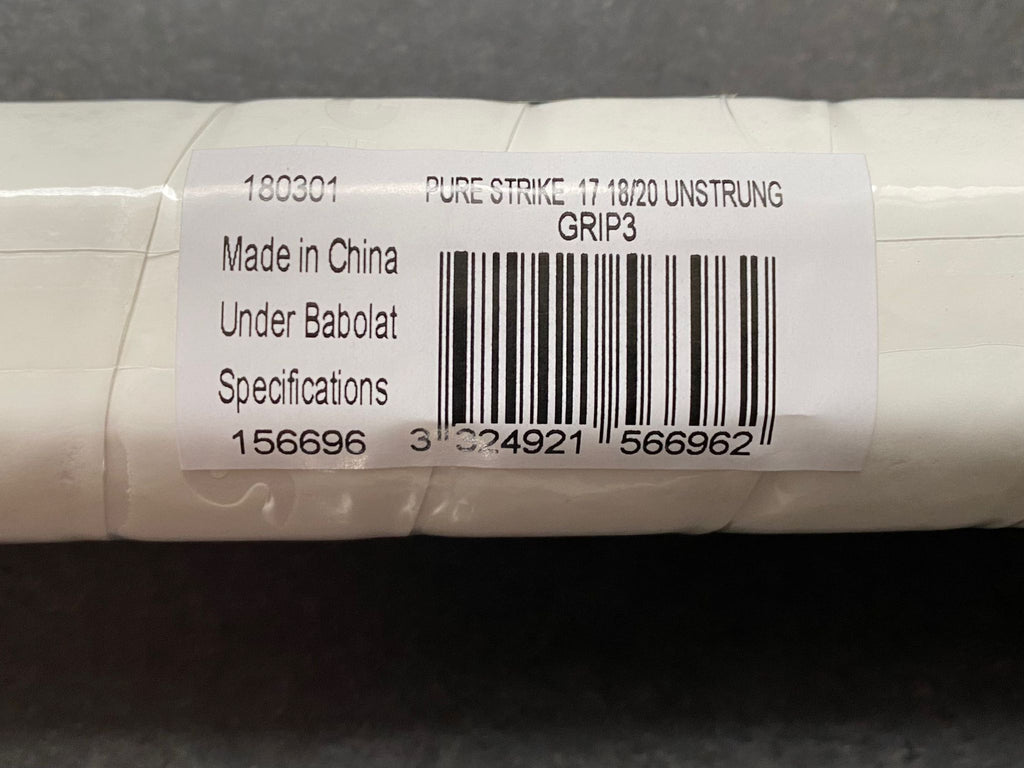 180301
PURE STRIKE 17 18/20 UNSTRUNG
GRIP3
Made in China
Under Babolat
Specifications
156696
3 324921 566962